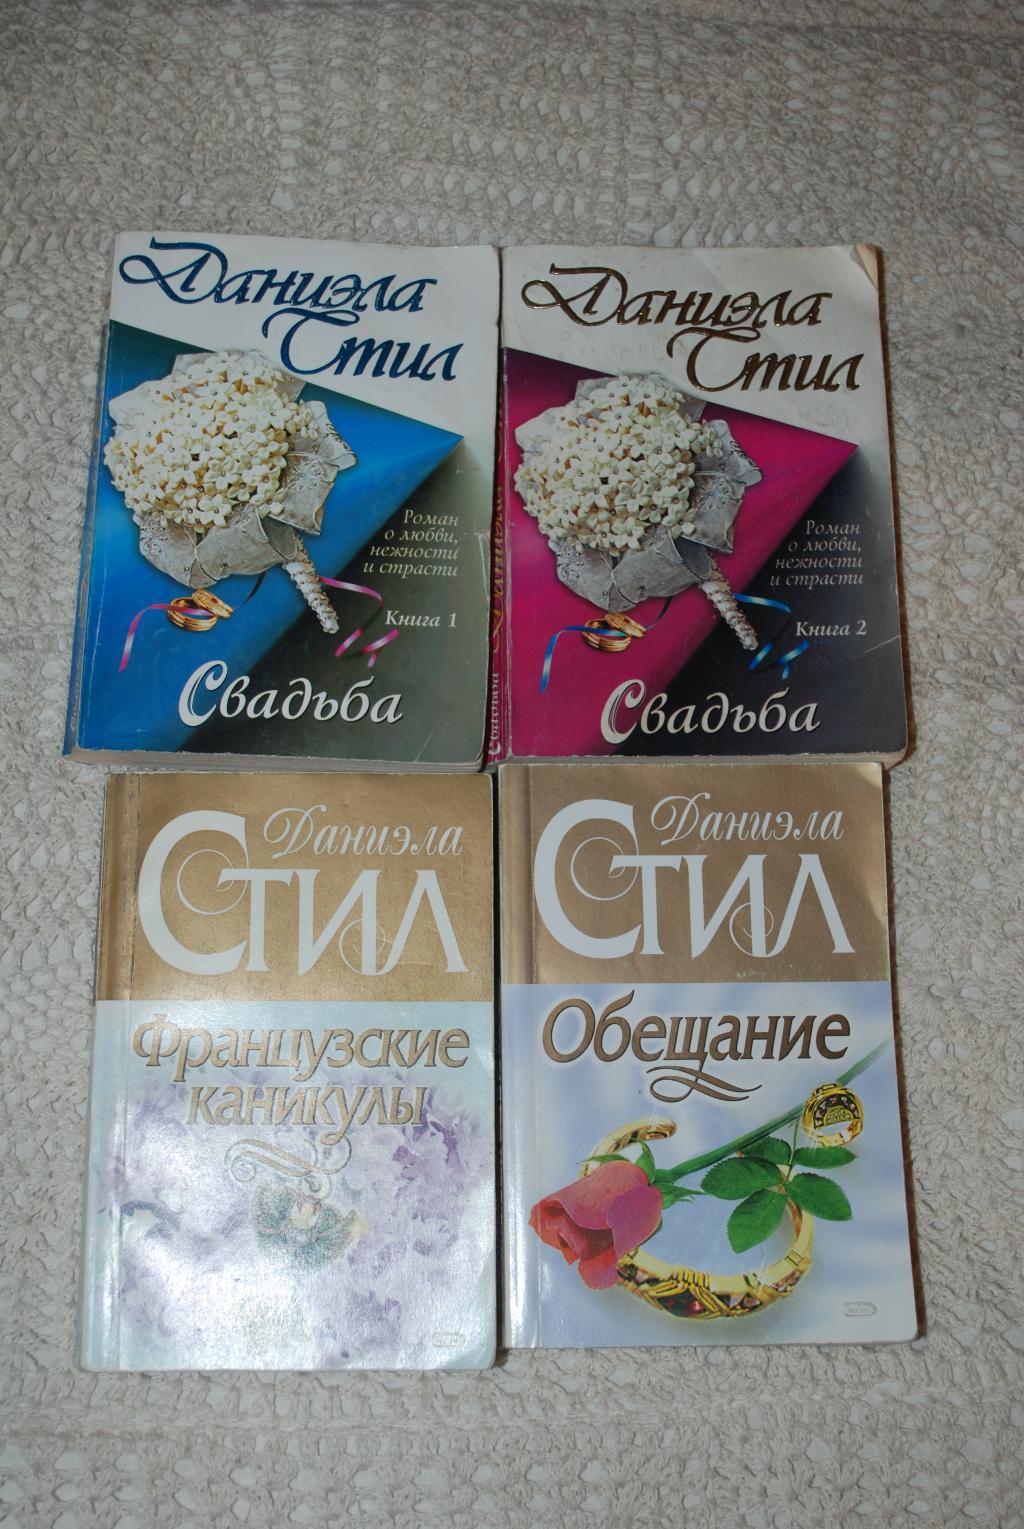 Даниэла
Стил
Роман
о любви,
нежности
и страсти
Книга 1
Свадьба
Даниэла
Стил
Роман
о любви,
нежности
и страсти
Книга 2
Свадьба
Свадьба
Даниэла
Стил
Французские
каникулы
Даниэла
Стил
Обещание